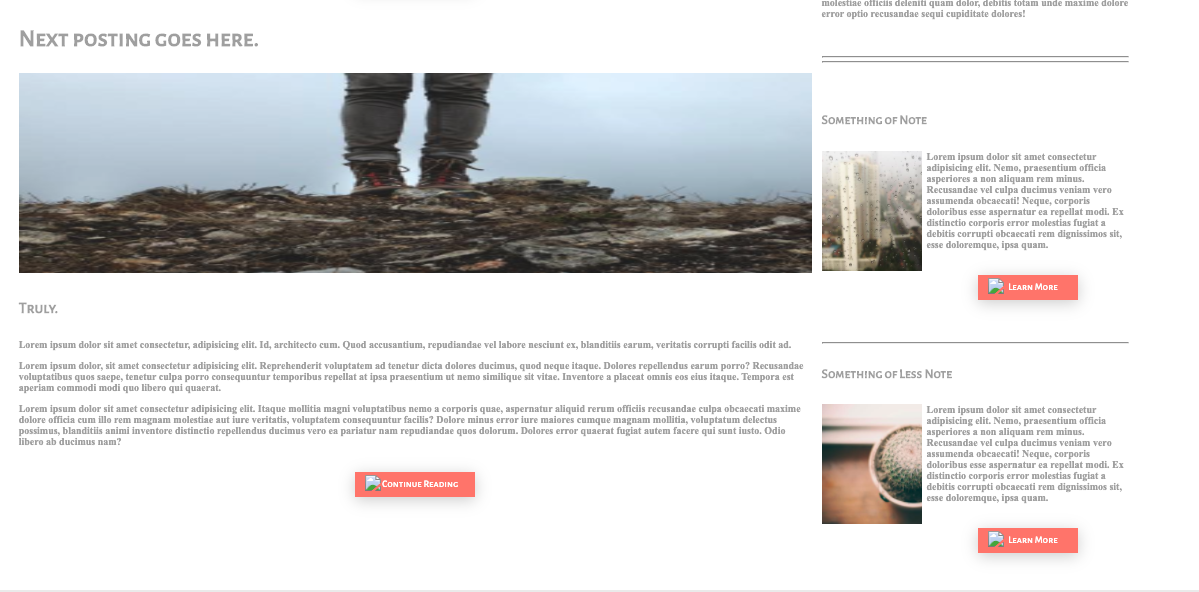 Next posting goes here.
Truly.
Lorem ipsum dolor sit amet consectetur, adipisicing elit. Id, architecto cum. Quod accusantium, repudiandae vel labore nesciunt ex, blanditiis earum, veritatis corrupti facilis odit ad.
Lorem ipsum dolor, sit amet consectetur adipisicing elit. Reprehenderit voluptatem ad tenetur dicta dolores ducimus, quod neque itaque. Dolores repellendus earum porro? Recusandae
voluptatibus quos saepe, tenetur culpa porro consequuntur temporibus repellat at ipsa praesentium ut nemo similique sit vitae. Inventore a placeat omnis eos eius itaque. Tempora est
aperiam commodi modi quo libero qui quaerat.
Lorem ipsum dolor sit amet consectetur adipisicing elit. Itaque mollitia magni voluptatibus nemo a corporis quae, aspernatur aliquid rerum officiis recusandae culpa obcaecati maxime
dolore officia cum illo rem magnam molestiae aut iure veritatis, voluptatem consequuntur facilis? Dolore minus error iure maiores cumque magnam mollitia, voluptatum delectus
possimus, blanditiis animi inventore distinctio repellendus ducimus vero ea pariatur nam repudiandae quos dolorum. Dolores error quaerat fugiat autem facere qui sunt iusto. Odio
libero ab ducimus nam?
Continue Reading
molestiae officiis deleniti quam dolor, debitis totam unde maxime dolore
error optio recusandae sequi cupiditate dolores!
Something of Note
Lorem ipsum dolor sit amet consectetur
adipisicing elit. Nemo, praesentium officia
asperiores a non aliquam rem minus.
Recusandae vel culpa ducimus veniam vero
assumenda obcaecati! Neque, corporis
doloribus esse aspernatur ea repellat modi. Ex
distinctio corporis error molestias fugiat a
debitis corrupti obcaecati rem dignissimos sit,
esse doloremque, ipsa quam.
Learn More
Something of Less Note
Lorem ipsum dolor sit amet consectetur
adipisicing elit. Nemo, praesentium officia
asperiores a non aliquam rem minus.
Recusandae vel culpa ducimus veniam vero
assumenda obcaecati! Neque, corporis
doloribus esse aspernatur ea repellat modi. Ex
distinctio corporis error molestias fugiat a
debitis corrupti obcaecati rem dignissimos sit,
esse doloremque, ipsa quam.
Learn More